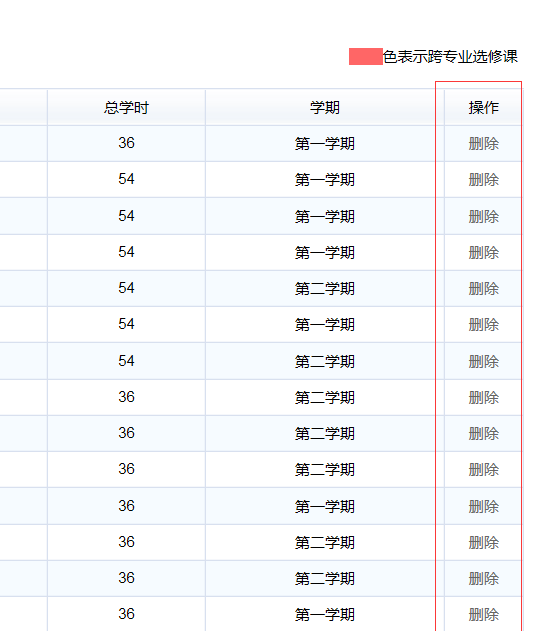 色表示跨专业选修课
总学时 学期 操作
36 第一学期 删除
54 第一学期 删除
54 第一学期 删除
54 第一学期 删除
54 第二学期 删除
54 第一学期 删除
54 第二学期 删除
36 第二学期 删除
36 第二学期 删除
36 第二学期 删除
36 第一学期 删除
36 第二学期 删除
36 第二学期 删除
36 第一学期 删除